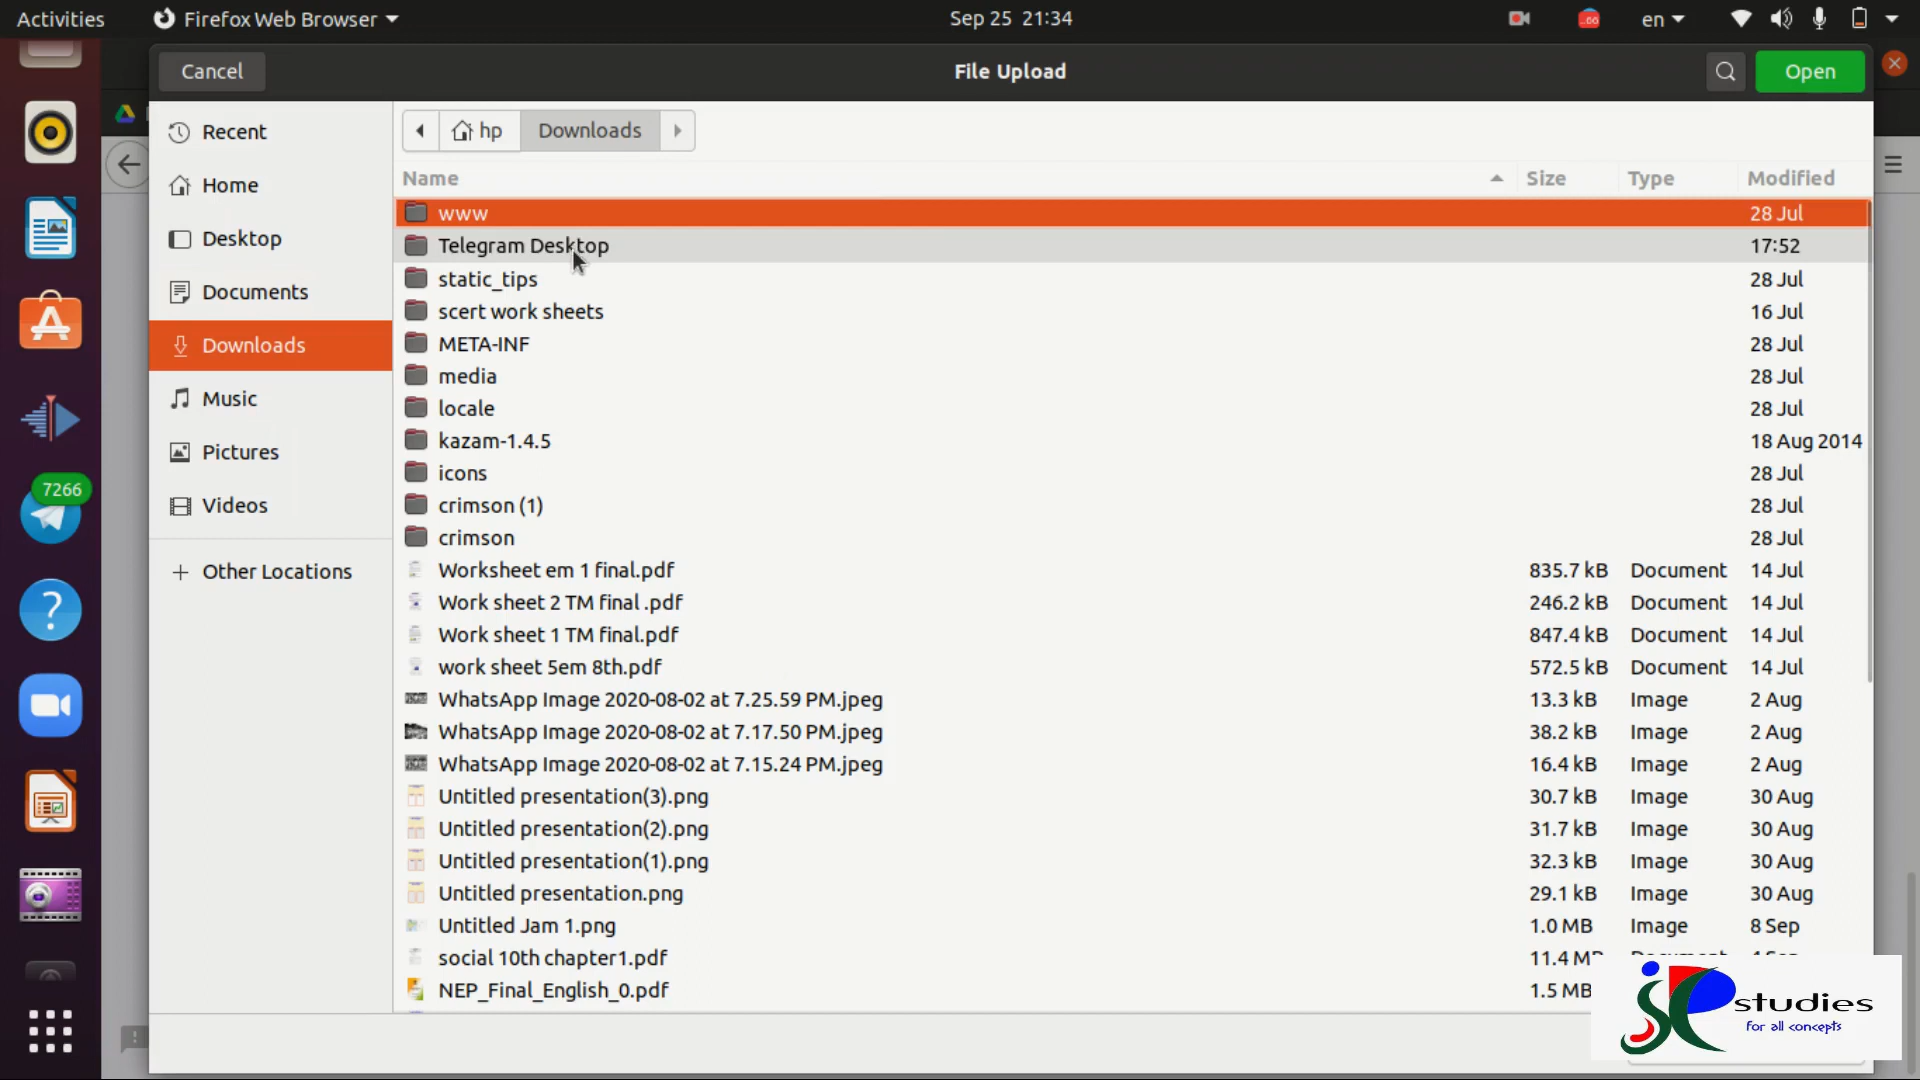 Activities Firefox Web Browser Sep 25 21:34 en
Cancel File Upload Open
Recent
Home
Desktop
Documents
Downloads
Music
Pictures
Videos
Other Locations
7266
?
hp Downloads
Name Size Type Modified
www 28 Jul
Telegram Desktop 17:52
static_tips 28 Jul
scert work sheets 16 Jul
META-INF 28 Jul
media 28 Jul
locale 28 Jul
kazam-1.4.5 18 Aug 2014
icons 28 Jul
crimson (1) 28 Jul
crimson 28 Jul
Worksheet em 1 final.pdf 835.7 kB Document 14 Jul
Work sheet 2 TM final .pdf 246.2 kB Document 14 Jul
Work sheet 1 TM final.pdf 847.4 kB Document 14 Jul
work sheet 5em 8th.pdf 572.5 kB Document 14 Jul
WhatsApp Image 2020-08-02 at 7.25.59 PM.jpeg 13.3 kB Image 2 Aug
WhatsApp Image 2020-08-02 at 7.17.50 PM.jpeg 38.2 kB Image 2 Aug
WhatsApp Image 2020-08-02 at 7.15.24 PM.jpeg 16.4 kB Image 2 Aug
Untitled presentation(3).png 30.7 kB Image 30 Aug
Untitled presentation(2).png 31.7 kB Image 30 Aug
Untitled presentation(1).png 32.3 kB Image 30 Aug
Untitled presentation.png 29.1 kB Image 30 Aug
Untitled Jam 1.png 1.0 MB Image 8 Sep
social 10th chapter1.pdf 11.4
NEP_Final_English_0.pdf 1.5 MB
studies
for all concepts